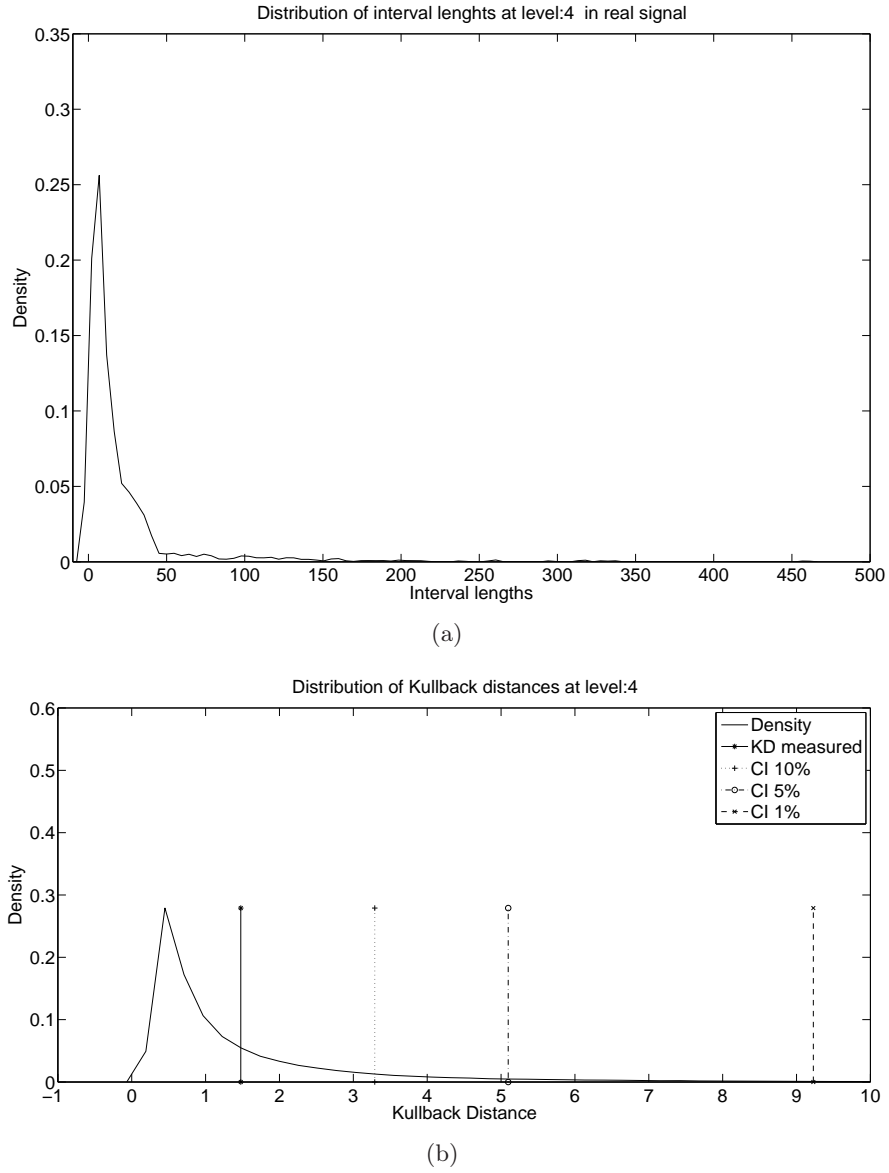 Distribution of interval lenghts at level:4 in real signal
0.35
0.3
0.25
0.2
0.15
0.1
0.05
0
Density
0 50 100 150 200 250 300 350 400 450 500
Interval lengths
(a)
Distribution of Kullback distances at level:4
0.6
0.5
0.4
0.3
0.2
0.1
0
Density
Density
KD measured
CI 10%
CI 5%
CI 1%
−1 0 1 2 3 4 5 6 7 8 9 10
Kullback Distance
(b)